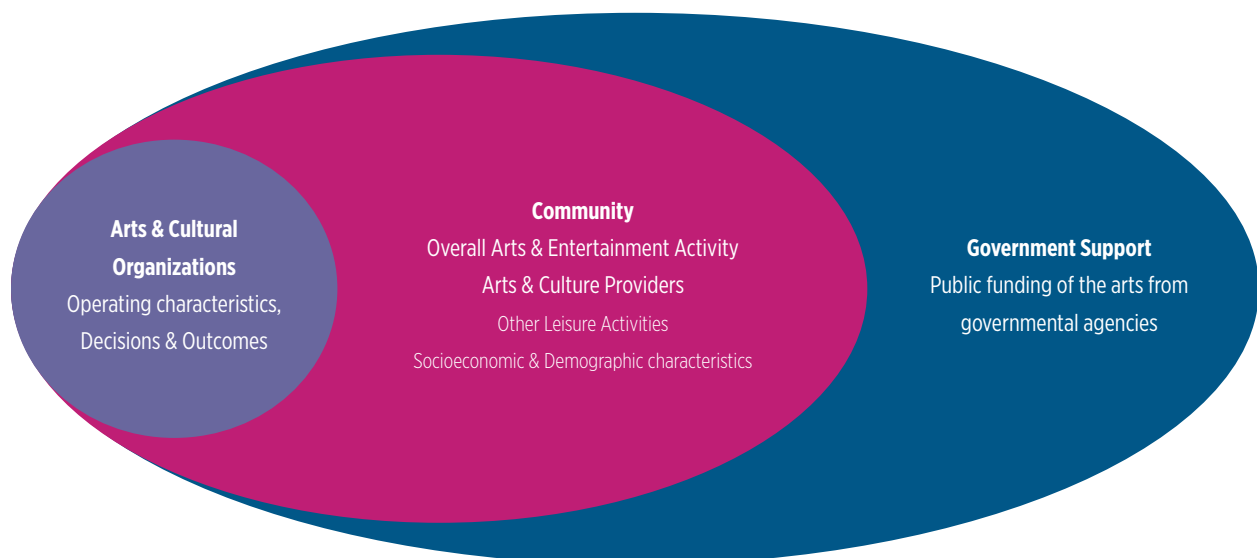 Arts & Cultural
Organizations
Operating characteristics,
Decisions & Outcomes
Community
Overall Arts & Entertainment Activity
Arts & Culture Providers
Other Leisure Activities
Socioeconomic & Demographic characteristics
Government Support
Public funding of the arts from
governmental agencies